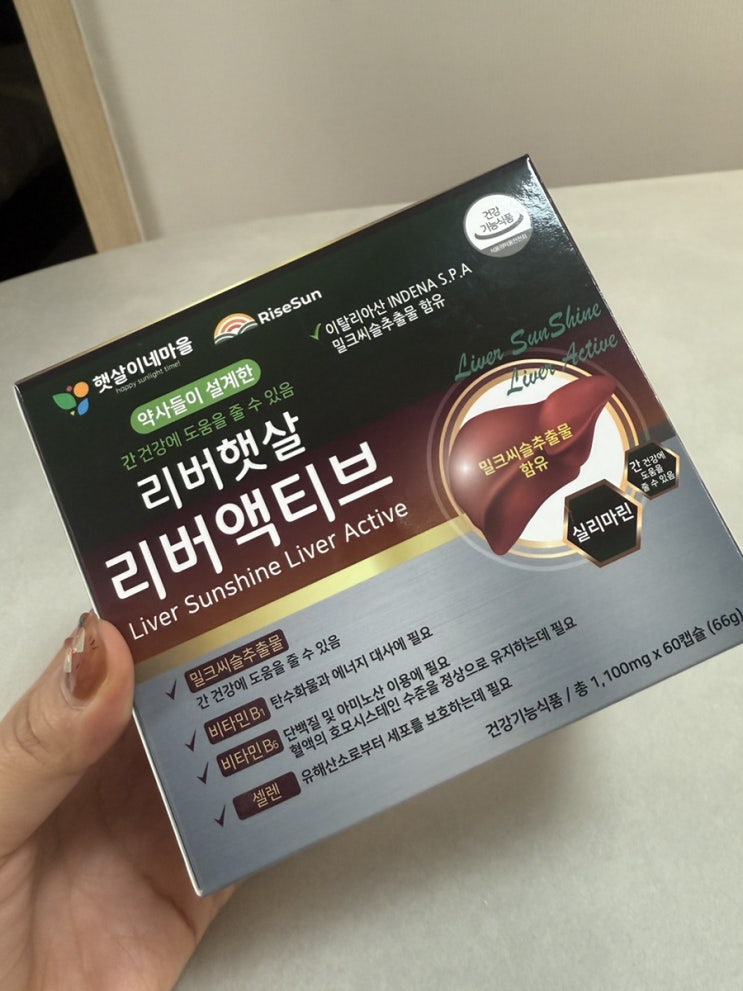 건강
기능식품
식품의약품안전처
햇살이네마을
happy sunlight time!
RiseSun
✓ 이탈리아산 INDENA S.P.A
밀크씨슬추출물 함유
약사들이 설계한
간 건강에 도움을 줄 수 있음
리버햇살
리버액티브
Liver Sunshine Liver Active
Liver SunShine
Liver Active
밀크씨슬추출물
함유
실리마린
간 건강에
도움을
줄 수 있음
✓ 밀크씨슬추출물
간 건강에 도움을 줄 수 있음
✓ 비타민 B1 탄수화물과 에너지 대사에 필요
✓ 비타민 B6 단백질 및 아미노산 이용에 필요
혈액의 호모시스테인 수준을 정상으로 유지하는데 필요
✓ 셀렌 유해산소로부터 세포를 보호하는데 필요
건강기능식품 / 총 1,100mg x 60캡슐 (66g)